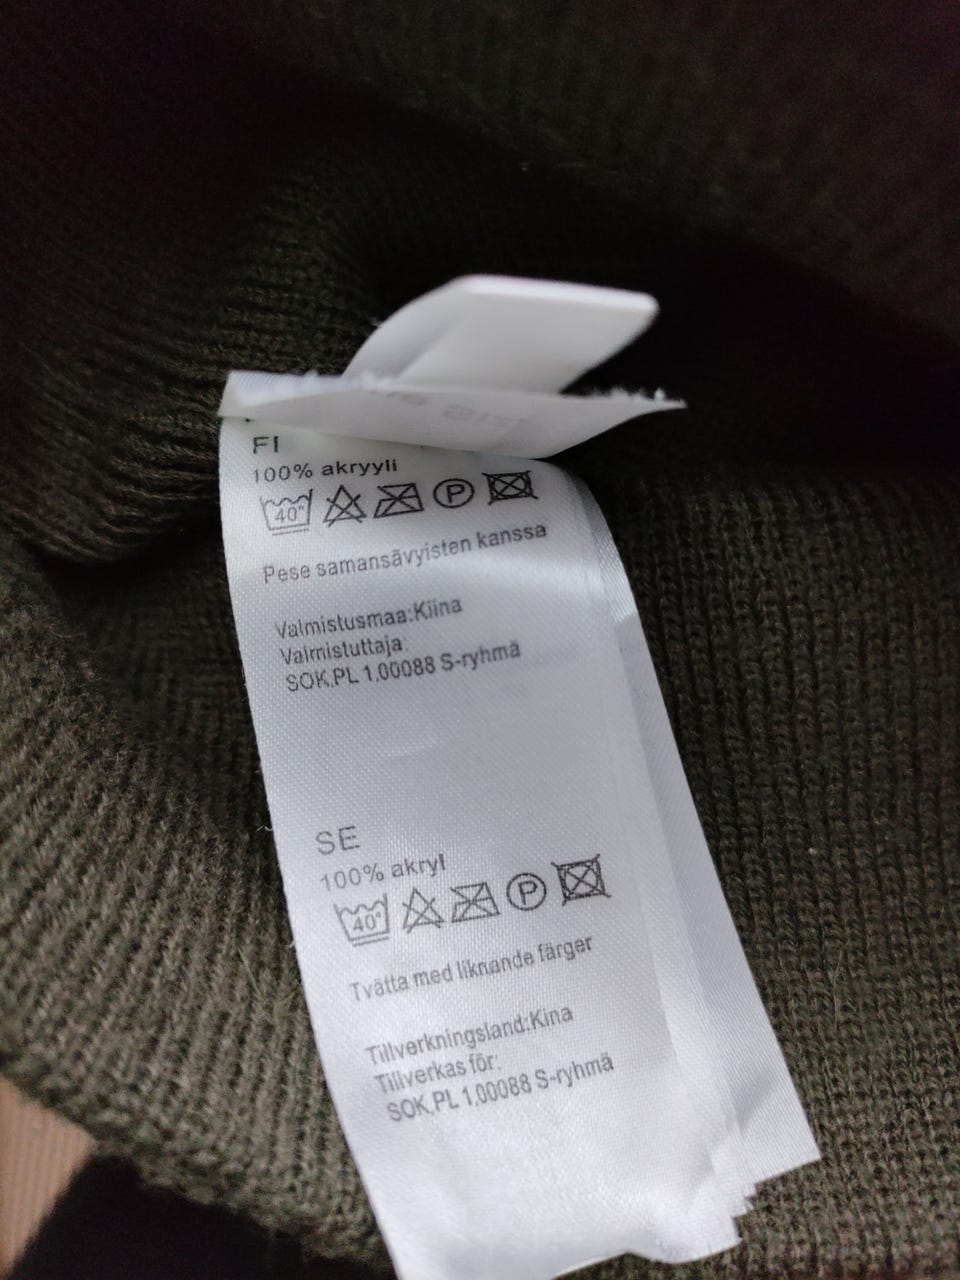 FI
100% akryyli
40° P
Pese samansävyisten kanssa
Valmistusmaa:Kiina
Valmistuttaja:
SOK,PL 1,00088 S-ryhmä
SE
100% akryl
40° P
Tvätta med liknande färger
Tillverkningsland:Kina
Tillverkas för:
SOK,PL 1,00088 S-ryhmä